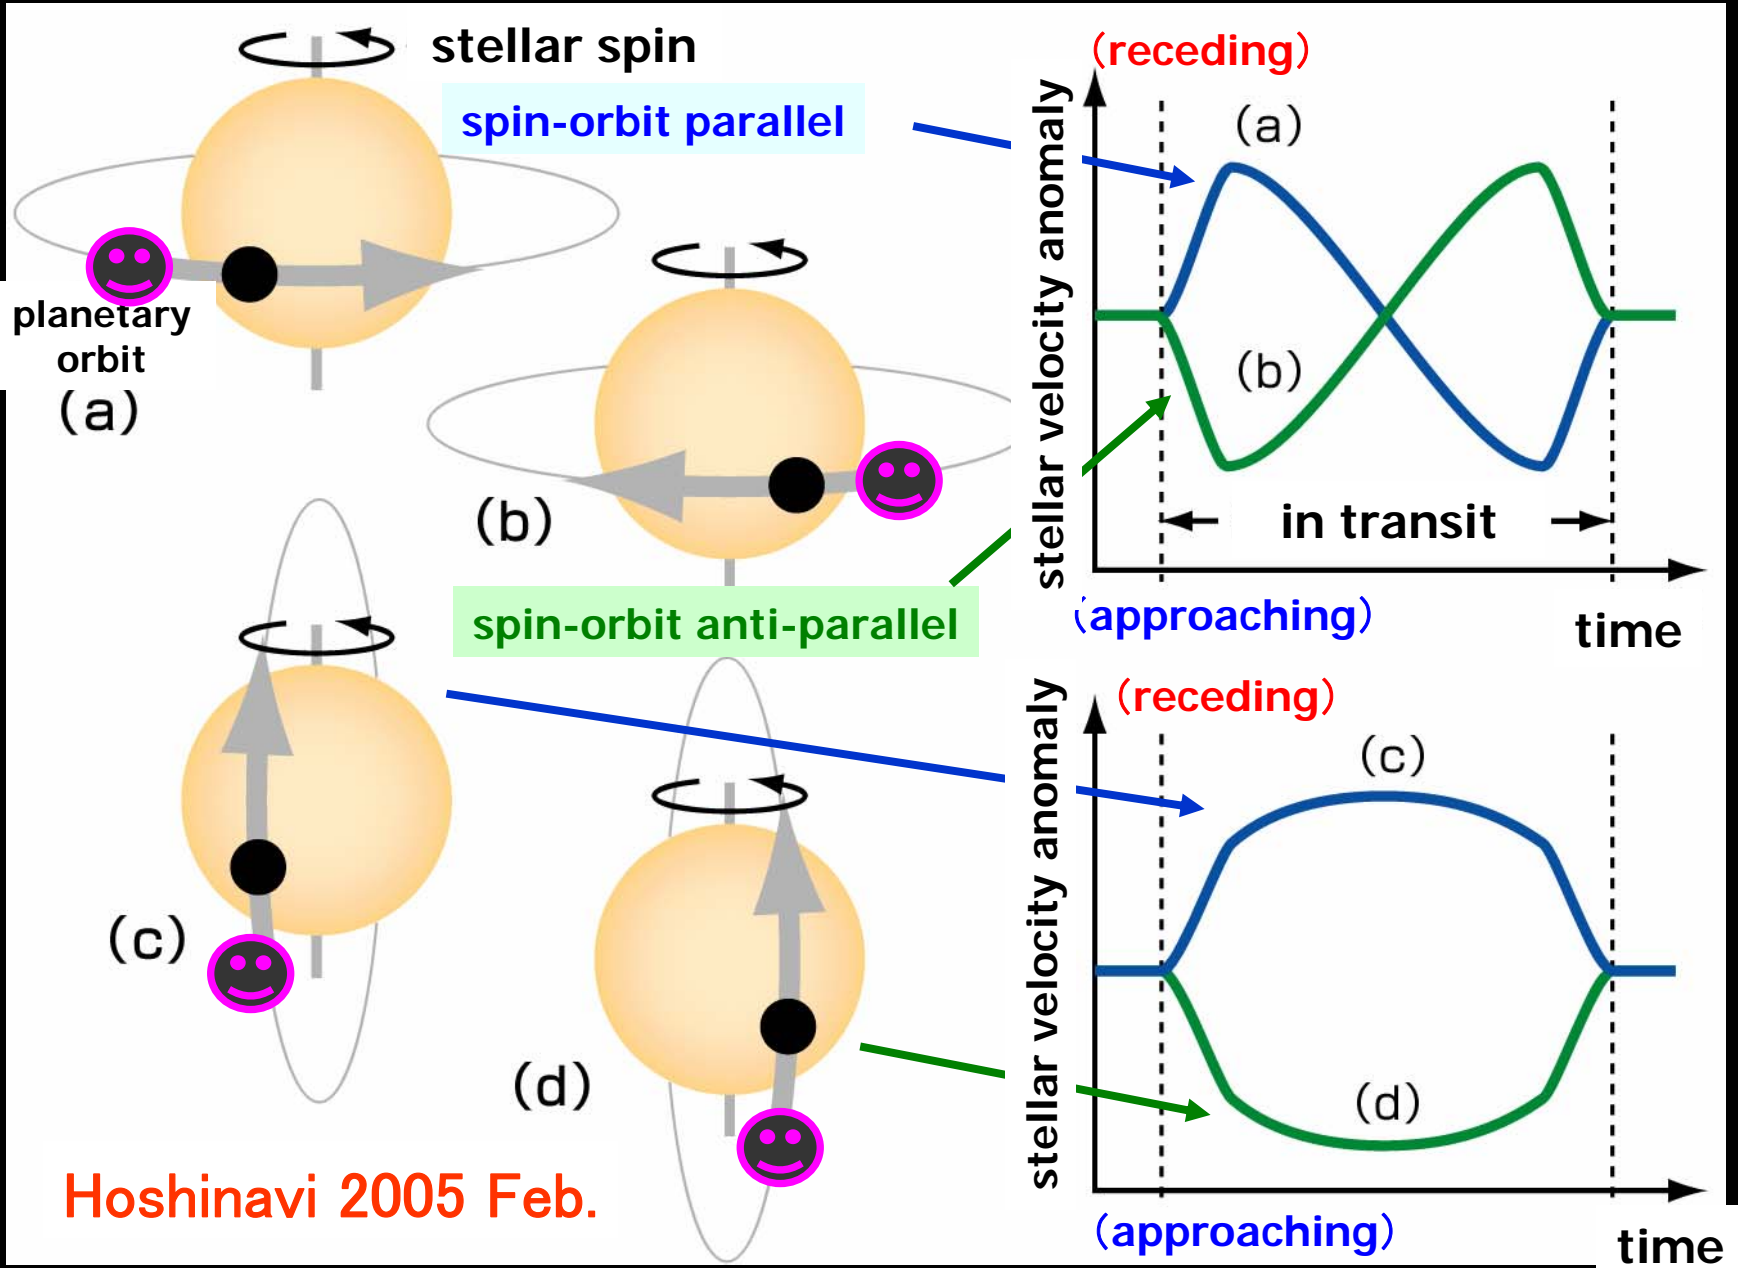 stellar spin
spin-orbit parallel
planetary
orbit
(a)
(b)
spin-orbit anti-parallel
(c)
(d)
Hoshinavi 2005 Feb.
(receding)
stellar velocity anomaly
(a)
(b)
in transit
(approaching)
time
(receding)
stellar velocity anomaly
(c)
(d)
(approaching)
time